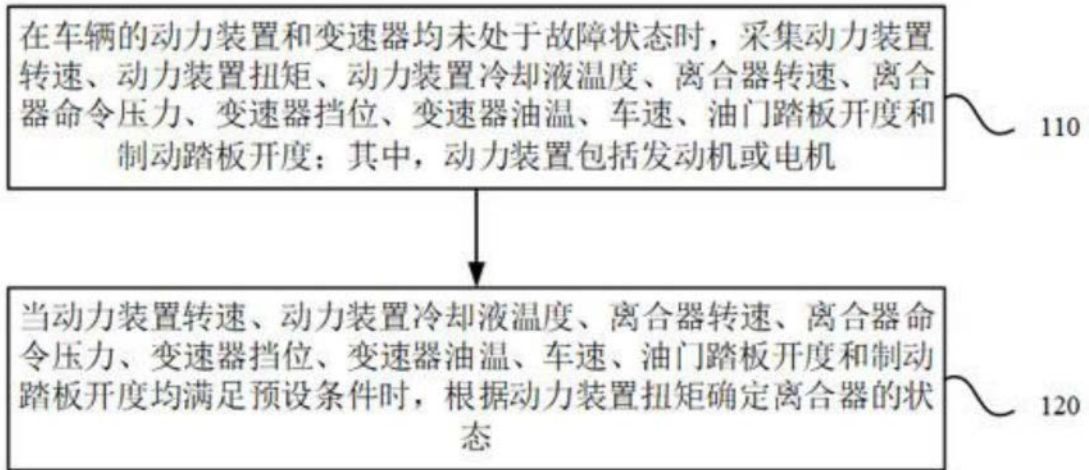 在车辆的动力装置和变速器均未处于故障状态时，采集动力装置
转速、动力装置扭矩、动力装置冷却液温度、离合器转速、离合
器命令压力、变速器挡位、变速器油温、车速、油门踏板开度和
制动踏板开度；其中，动力装置包括发动机或电机
110
当动力装置转速、动力装置冷却液温度、离合器转速、离合器命
令压力、变速器挡位、变速器油温、车速、油门踏板开度和制动
踏板开度均满足预设条件时，根据动力装置扭矩确定离合器的状
态
120